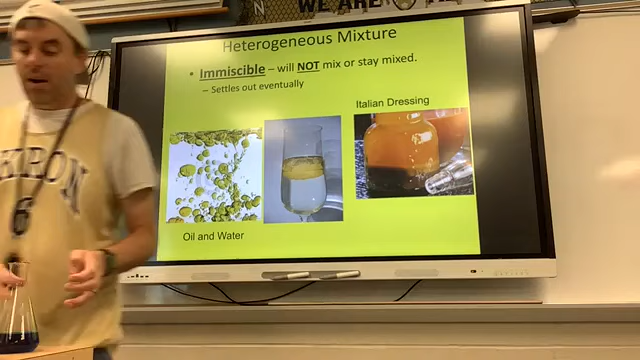 WE ARE
Heterogeneous Mixture
• Immiscible – will NOT mix or stay mixed.
– Settles out eventually
Italian Dressing
Oil and Water
6